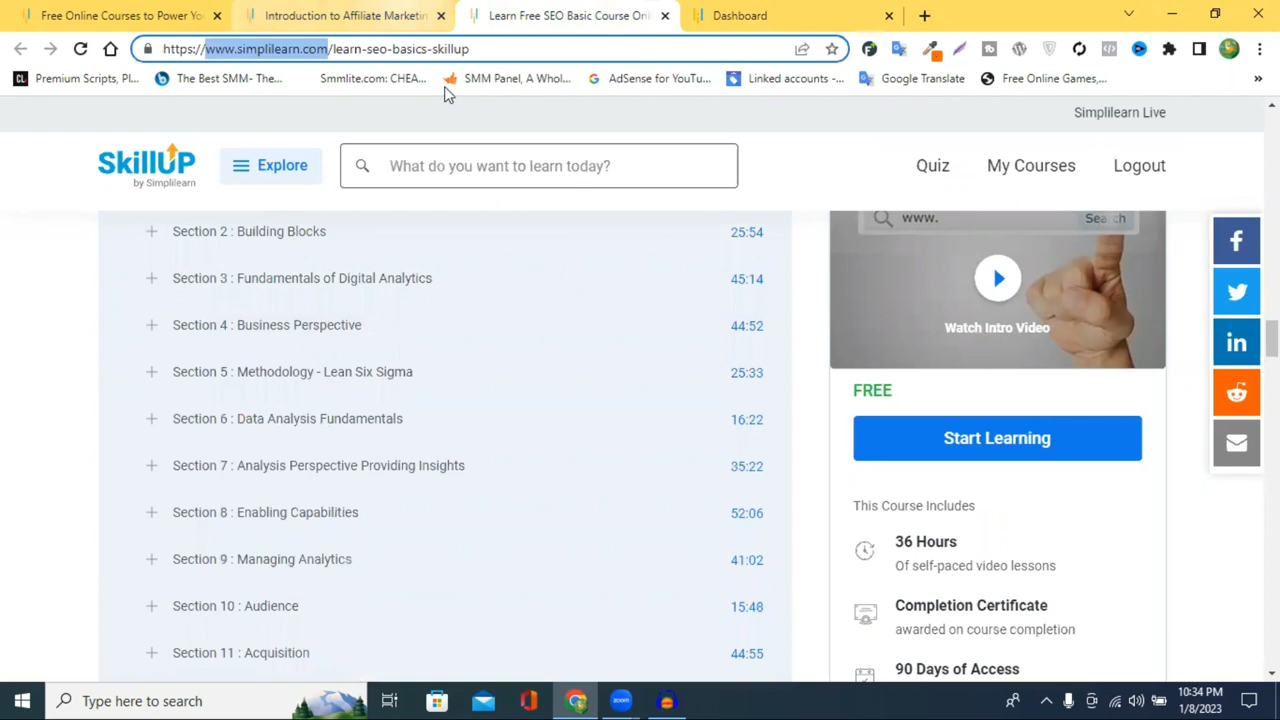 Free Online Courses to Power Yo
Introduction to Affiliate Marketin
Learn Free SEO Basic Course Onl
Dashboard
https://www.simplilearn.com/learn-seo-basics-skillup
Premium Scripts, Pl...
The Best SMM- The...
Smmlite.com: CHEA...
SMM Panel, A Whol...
AdSense for YouTu...
Linked accounts -...
Google Translate
Free Online Games,...
»
Simplilearn Live
SkillUP
by Simplilearn
Explore
What do you want to learn today?
Quiz
My Courses
Logout
Section 2 : Building Blocks 25:54
Section 3 : Fundamentals of Digital Analytics 45:14
Section 4 : Business Perspective 44:52
Section 5 : Methodology - Lean Six Sigma 25:33
Section 6 : Data Analysis Fundamentals 16:22
Section 7 : Analysis Perspective Providing Insights 35:22
Section 8 : Enabling Capabilities 52:06
Section 9 : Managing Analytics 41:02
Section 10 : Audience 15:48
Section 11 : Acquisition 44:55
www. Search
Watch Intro Video
FREE
Start Learning
This Course Includes
36 Hours
Of self-paced video lessons
Completion Certificate
awarded on course completion
90 Days of Access
Type here to search
zoom
10:34 PM
1/8/2023